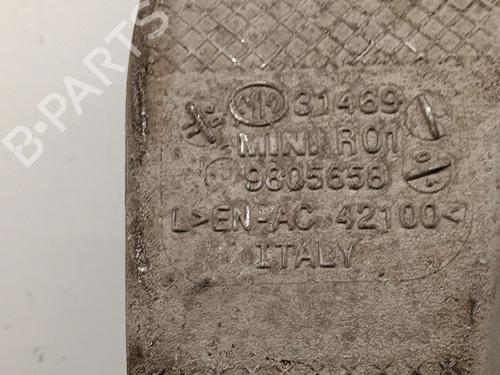 B-PARTS
31469
MINI R01
9805658
L>EN-AC 42100<
ITALY